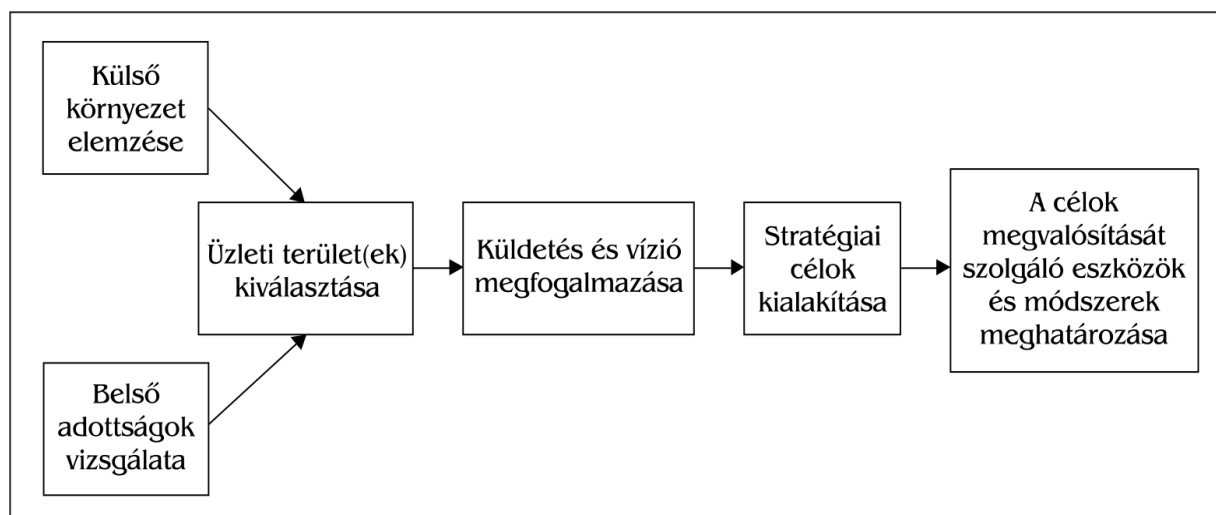 Külső
környezet
elemzése
Belső
adottságok
vizsgálata
Üzleti terület(ek)
kiválasztása
Küldetés és vízió
megfogalmazása
Stratégiai
célok
kialakítása
A célok
megvalósítását
szolgáló eszközök
és módszerek
meghatározása